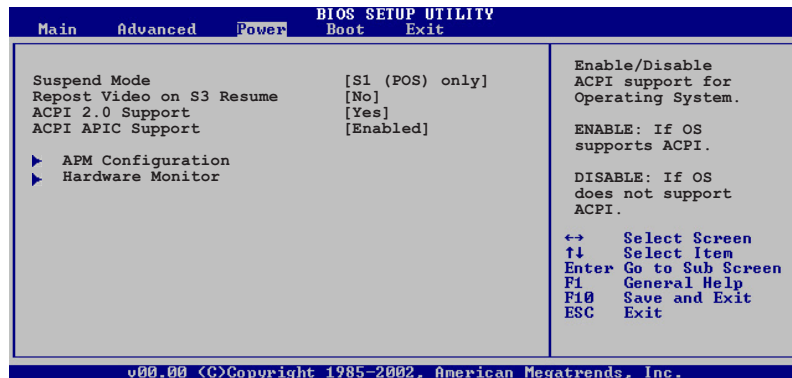 BIOS SETUP UTILITY
Main Advanced Power Boot Exit
Suspend Mode [S1 (POS) only]
Repost Video on S3 Resume [No]
ACPI 2.0 Support [Yes]
ACPI APIC Support [Enabled]
APM Configuration
Hardware Monitor
Enable/Disable
ACPI support for
Operating System.
ENABLE: If OS
supports ACPI.
DISABLE: If OS
does not support
ACPI.
↔ Select Screen
↑↓ Select Item
Enter Go to Sub Screen
F1 General Help
F10 Save and Exit
ESC Exit
v00.00 (C)Copyright 1985-2002, American Megatrends, Inc.